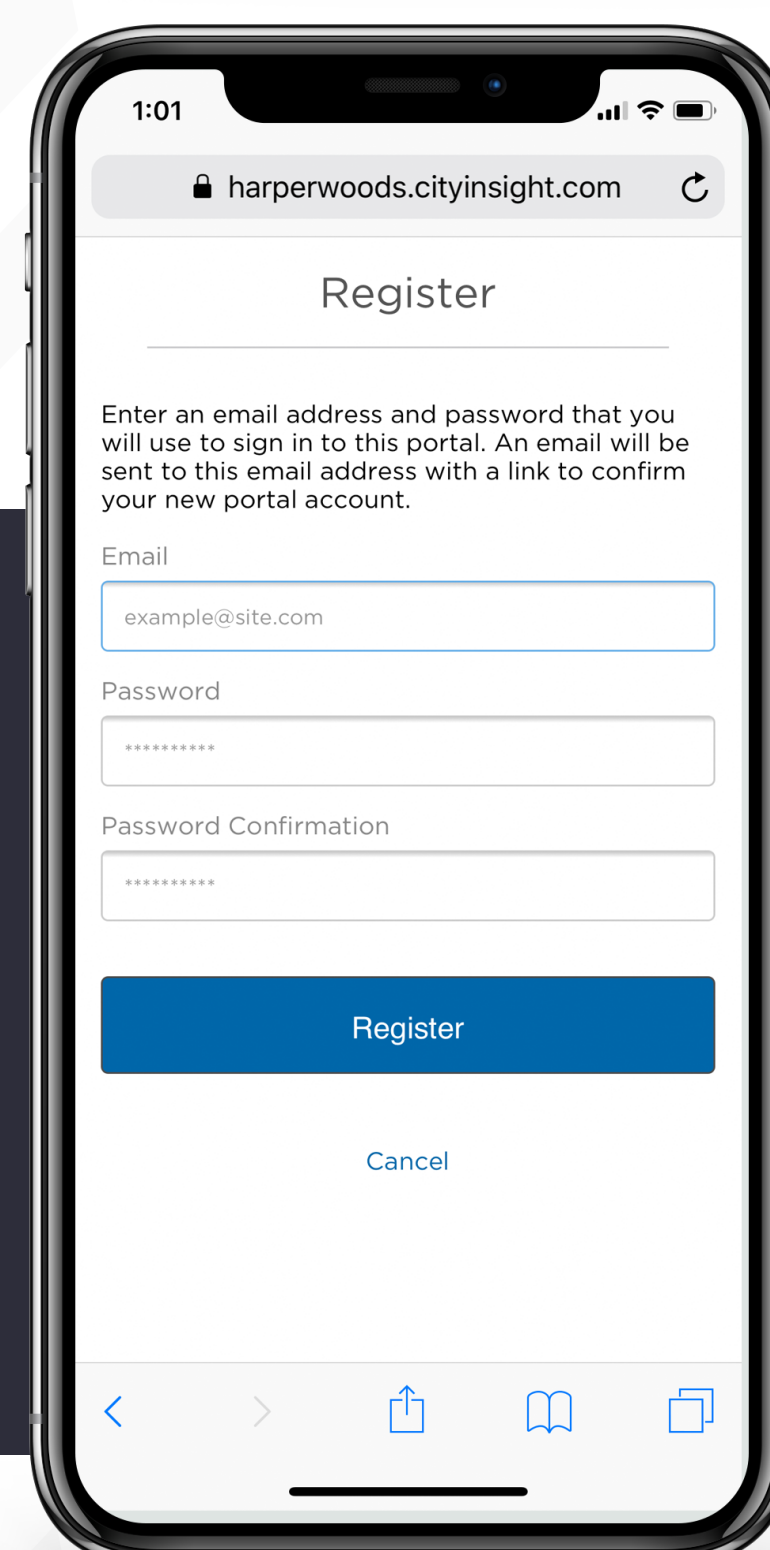 1:01
harperwoods.cityinsight.com
Register
Enter an email address and password that you
will use to sign in to this portal. An email will be
sent to this email address with a link to confirm
your new portal account.
Email
example@site.com
Password
**********
Password Confirmation
**********
Register
Cancel